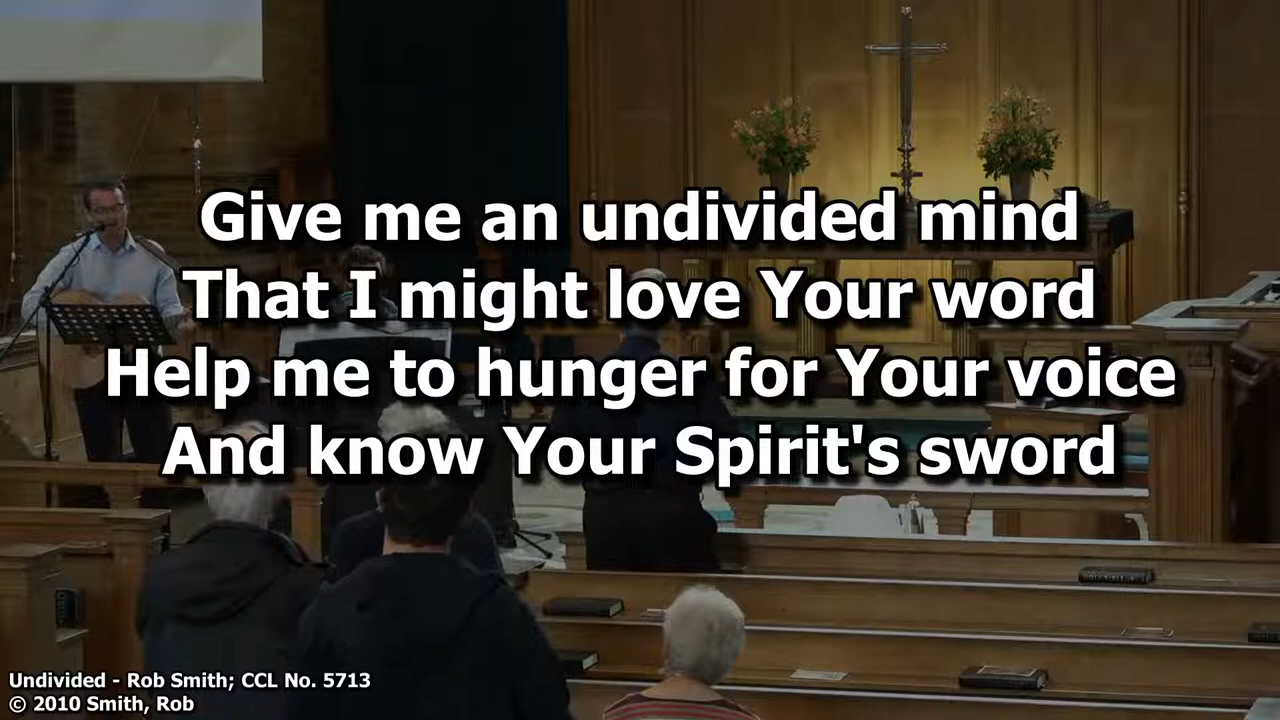 Give me an undivided mind
That I might love Your word
Help me to hunger for Your voice
And know Your Spirit's sword
Undivided - Rob Smith; CCL No. 5713
© 2010 Smith, Rob